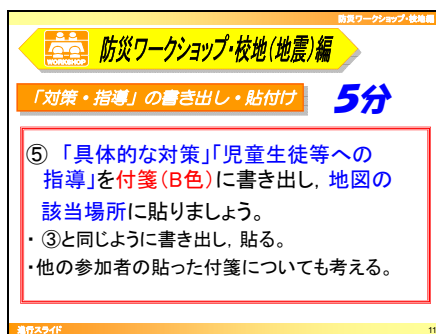 防災ワークショップ・校地編
WORKSHOP
防災ワークショップ・校地(地震)編
「対策・指導」の書き出し・貼付け
5分
⑤ 「具体的な対策」「児童生徒等への
指導」を付箋(B色)に書き出し，地図の
該当場所に貼りましょう。
・ ③と同じように書き出し，貼る。
・他の参加者の貼った付箋についても考える。
進行スライド
11